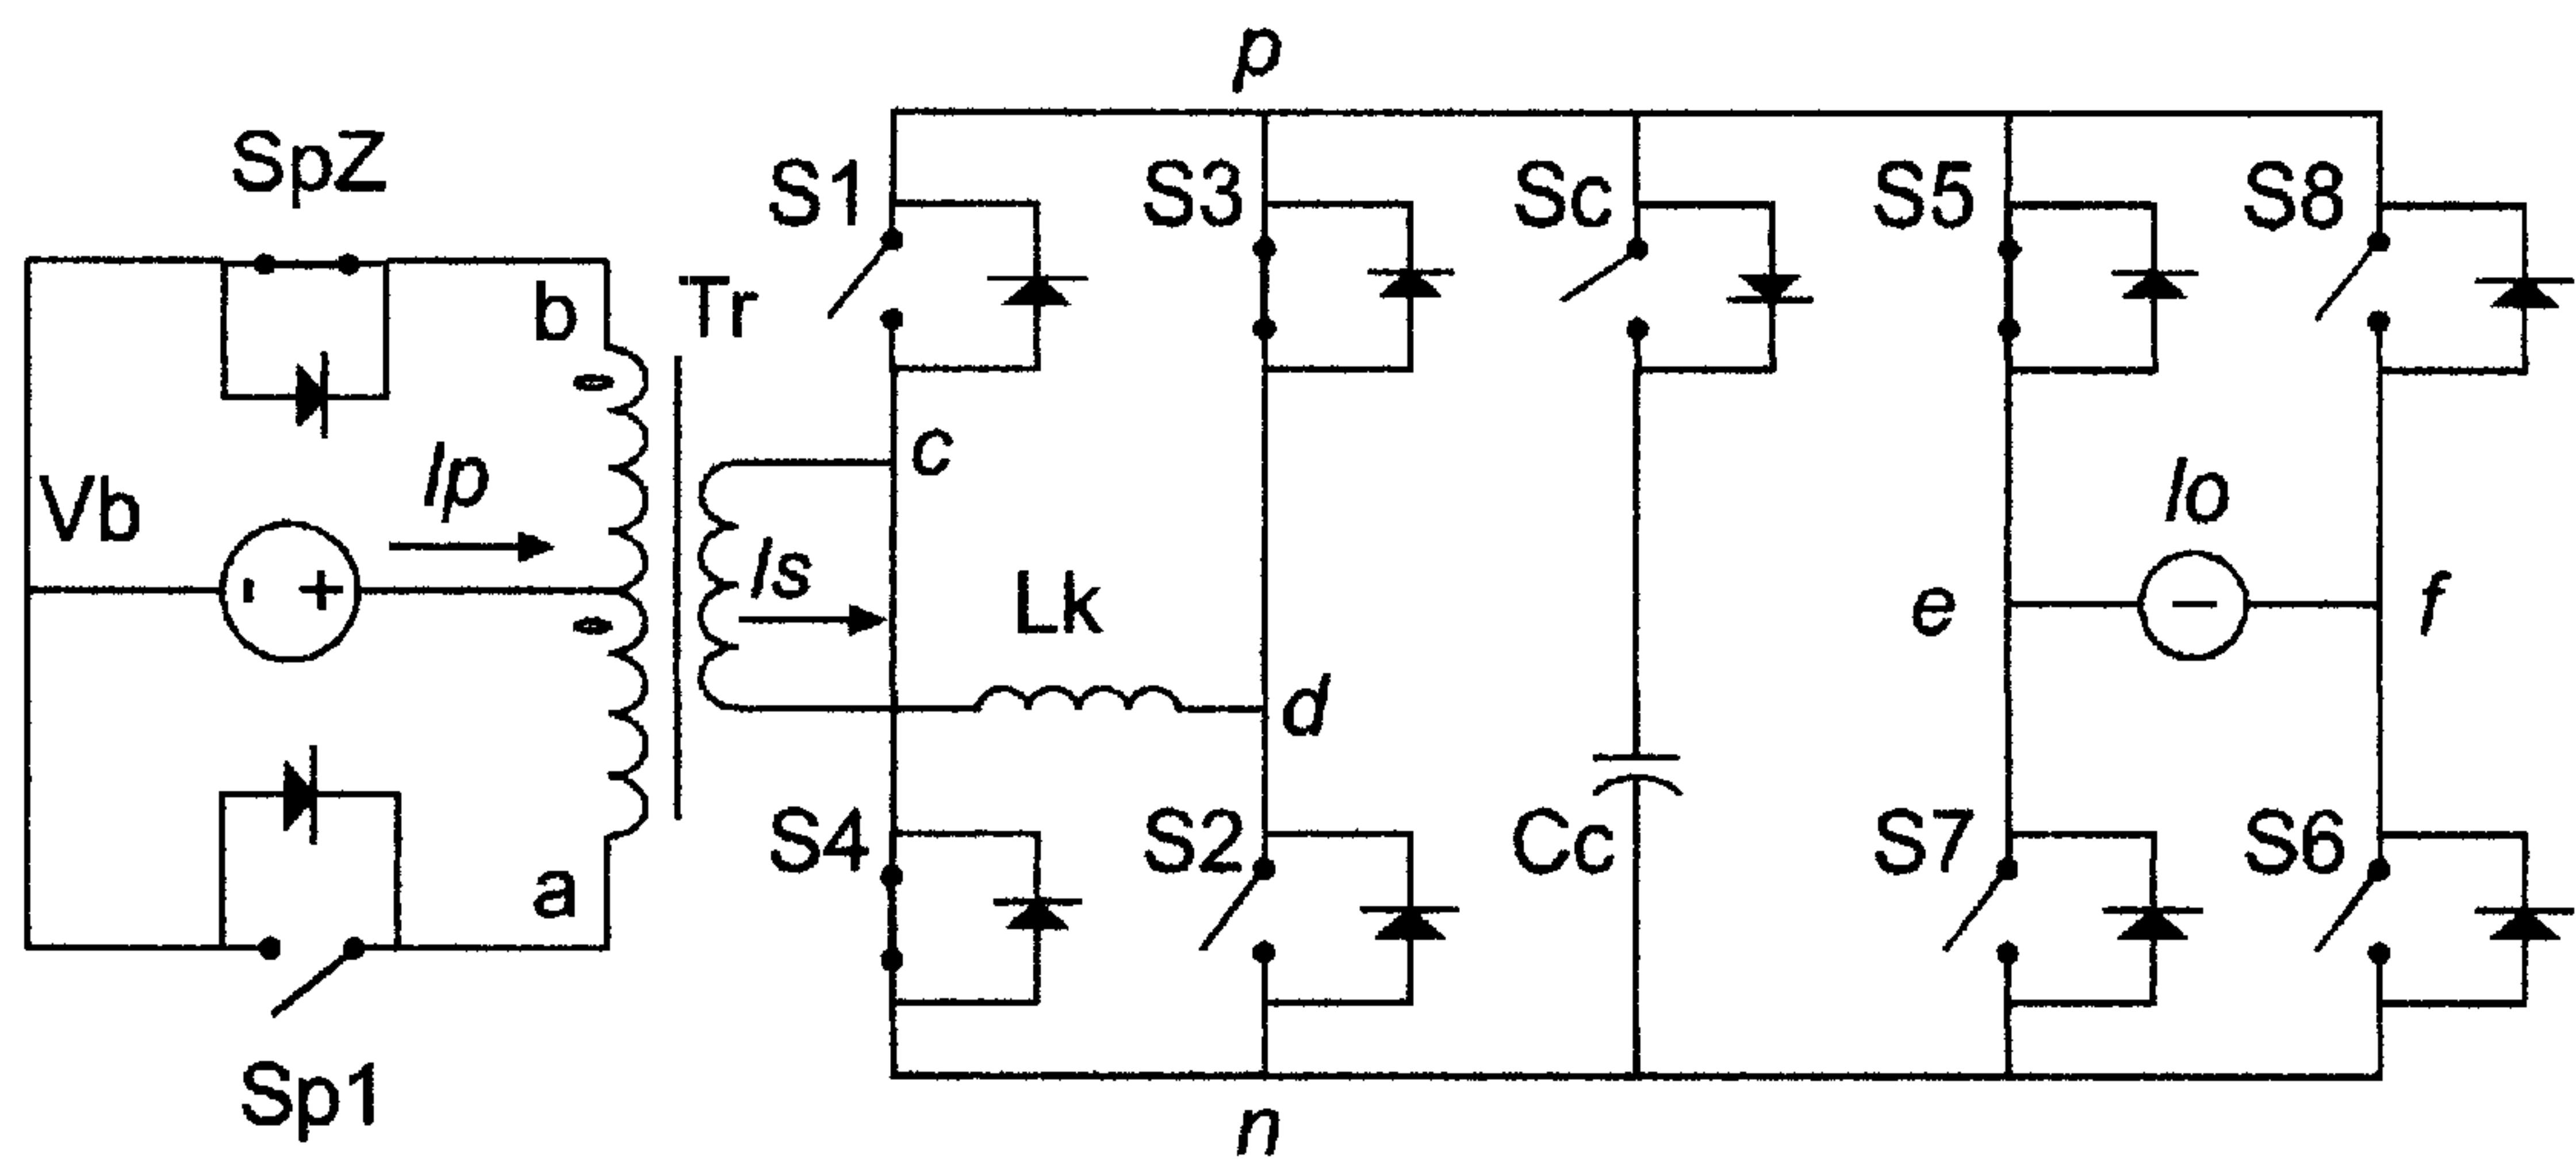 p
SpZ
S1
S3
Sc
S5
S8
b
Tr
Vb
Ip
c
Is
Lk
Io
e
f
d
a
S4
S2
Cc
S7
S6
Sp1
n
- +
−